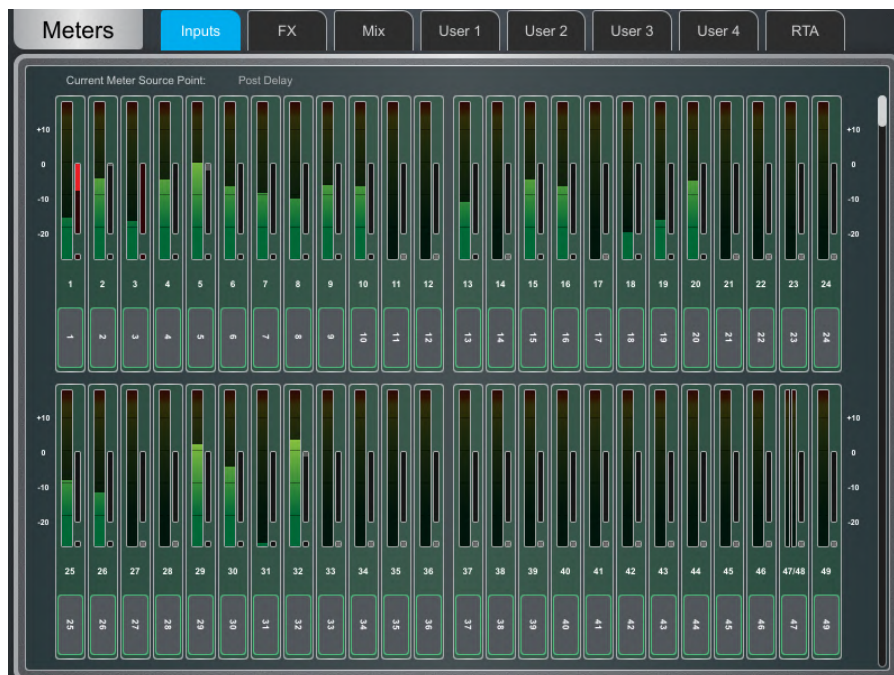 Meters Inputs FX Mix User 1 User 2 User 3 User 4 RTA
Current Meter Source Point: Post Delay
+10 +10
0 0
-10 -10
-20 -20
1 2 3 4 5 6 7 8 9 10 11 12 13 14 15 16 17 18 19 20 21 22 23 24
1 2 3 4 5 6 7 8 9 10 11 12 13 14 15 16 17 18 19 20 21 22 23 24
+10 +10
0 0
-10 -10
-20 -20
25 26 27 28 29 30 31 32 33 34 35 36 37 38 39 40 41 42 43 44 45 46 47/48 49
25 26 27 28 29 30 31 32 33 34 35 36 37 38 39 40 41 42 43 44 45 46 47 49